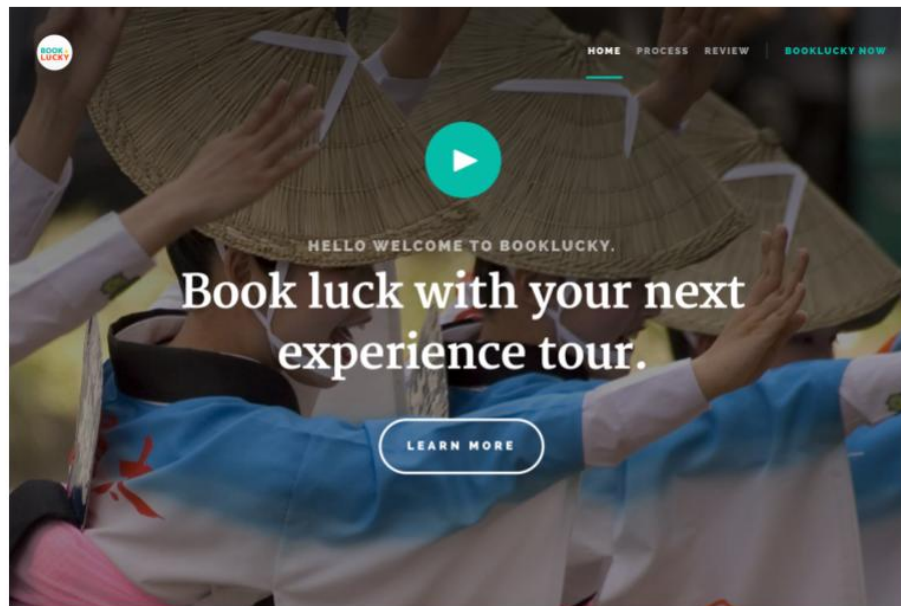 BOOK
LUCKY
HOME PROCESS REVIEW BOOKLUCKY NOW
HELLO WELCOME TO BOOKLUCKY.
Book luck with your next
experience tour.
LEARN MORE